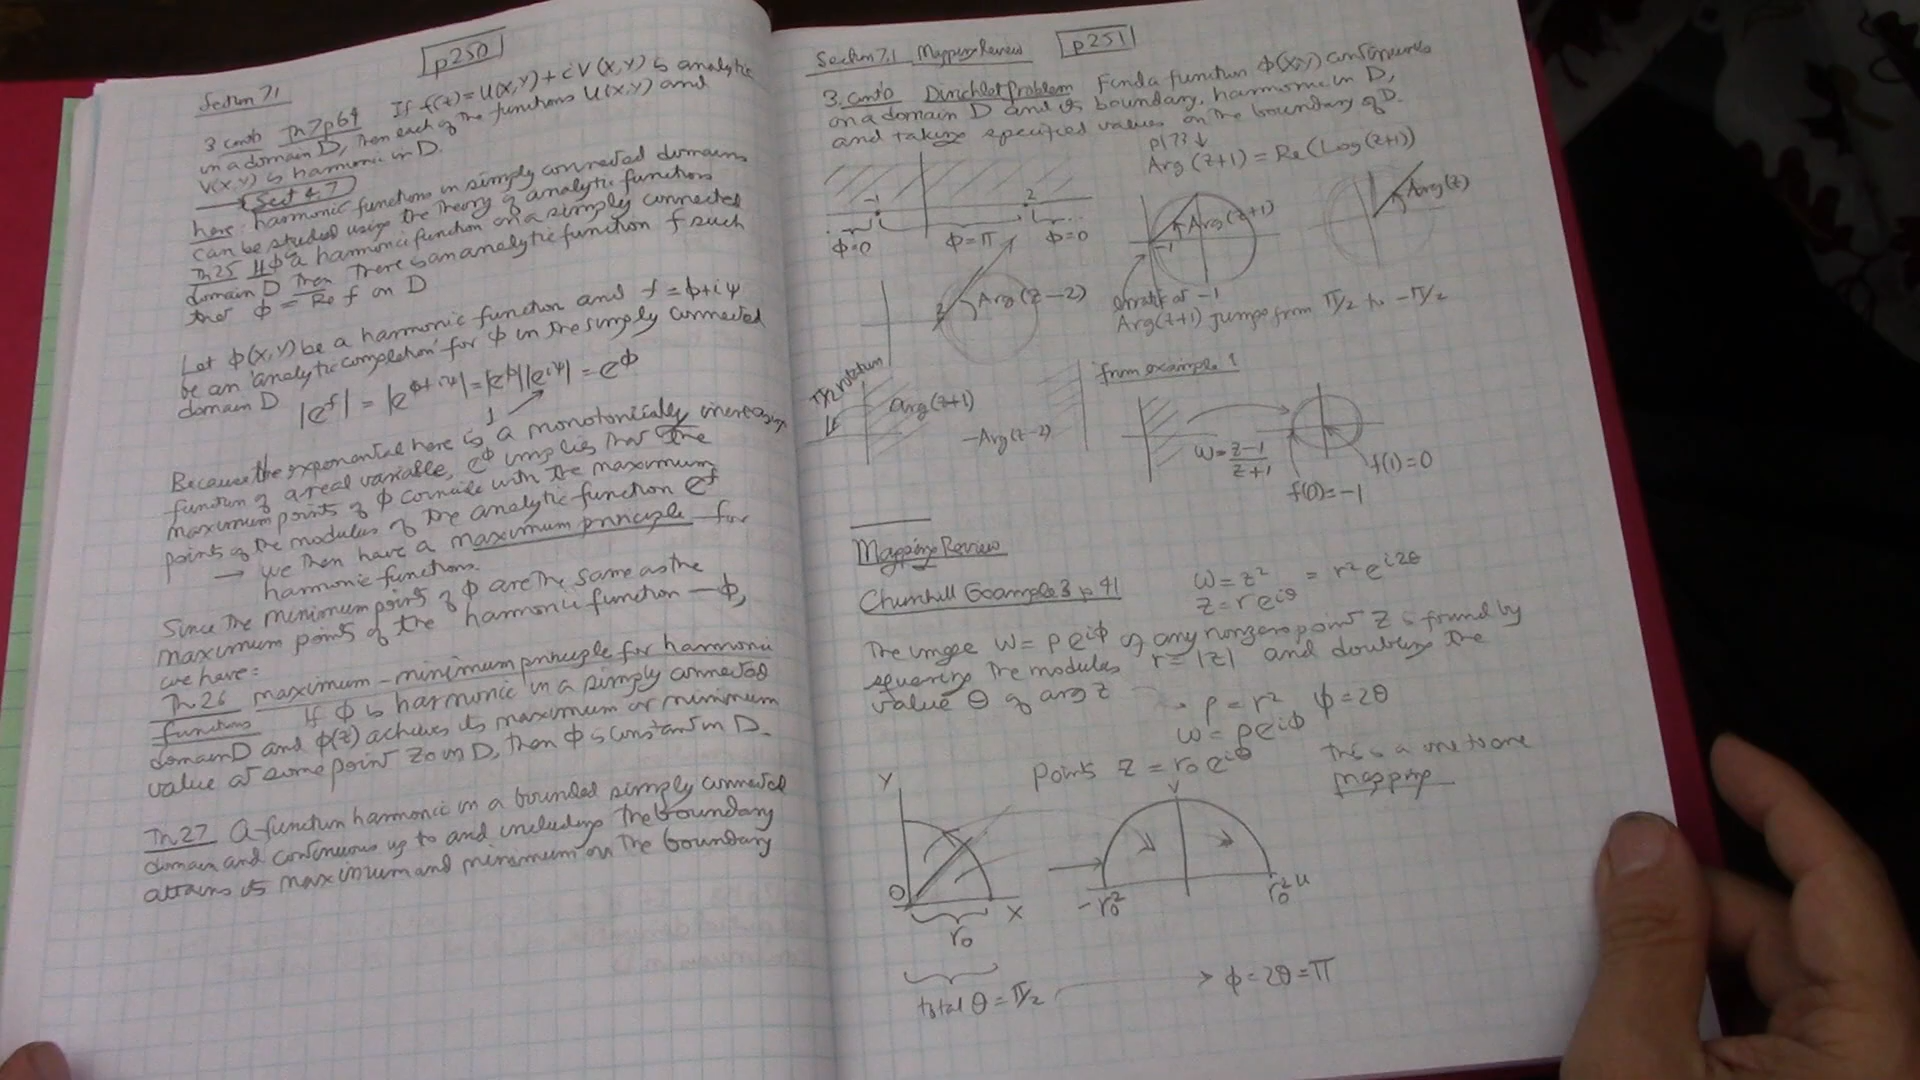 p250
Section 7.1
3 cont'd Th 7 p 64 If f(z) = U(x,y) + iV(x,y) is analytic
in a domain D, then each of the functions U(x,y) and
V(x,y) is harmonic in D.
→ Sect 4.7
here: harmonic functions in simply connected domains
can be studied using the theory of analytic functions
Th 25 If ϕ a harmonic function on a simply connected
domain D Then There is an analytic function f such
that ϕ = Re f on D
Let ϕ(x,y) be a harmonic function and f = ϕ+iψ
be an 'analytic completion' for ϕ in the simply connected
domain D
|e^f| = |e^{ϕ+iψ}| = |e^ϕ||e^{iψ}| = e^ϕ
1
Because the exponential here is a monotonically increasing
function of a real variable, e^ϕ implies that the
maximum points of ϕ coincide with the maximum
points of the modulus of the analytic function e^f
→ we then have a maximum principle for
harmonic functions.
Since the minimum points of ϕ are the same as the
maximum points of the harmonic function −ϕ,
we have:
Th. 26 maximum-minimum principle for harmonic
functions If ϕ is harmonic in a simply connected
domain D and ϕ(z) achieves its maximum or minimum
value at some point z₀ in D, then ϕ is constant in D.
Th. 27 A function harmonic in a bounded simply connected
domain and continuous up to and including the boundary
attains its maximum and minimum on the boundary
Section 7.1 Mapping Review p251
3. cont'd Dirichlet Problem Find a function ϕ(x,y) continuous
on a domain D and its boundary, harmonic in D,
and taking specified values on the boundary of D.
p173 ↓
Arg(z+1) = Re(Log(z+1))
-1
2
ϕ=0
ϕ=π
ϕ=0
Arg(z+1)
-1
Arg(z)
2
Arg(z−2)
Arg(z+1) jumps from π/2 to −π/2
π/2 rotation
Arg(z+1)
−Arg(z−2)
from example 1
w = z−1/z+1
f(1)=0
f(0)=−1
Mapping Review
Churchill Example 3 p 41
w = z² = r²e^{i2θ}
z = re^{iθ}
The image w = ρe^{iϕ} of any nonzero point z is found by
squaring the modulus r = |z| and doubling the
value θ of arg z
ρ = r² ϕ = 2θ
w = ρe^{iϕ}
points z = r₀e^{iθ}
this is a one to one
mapping
Y
O
X
r₀
V
−r₀²
r₀²
u
total θ = π/2
→ ϕ = 2θ = π